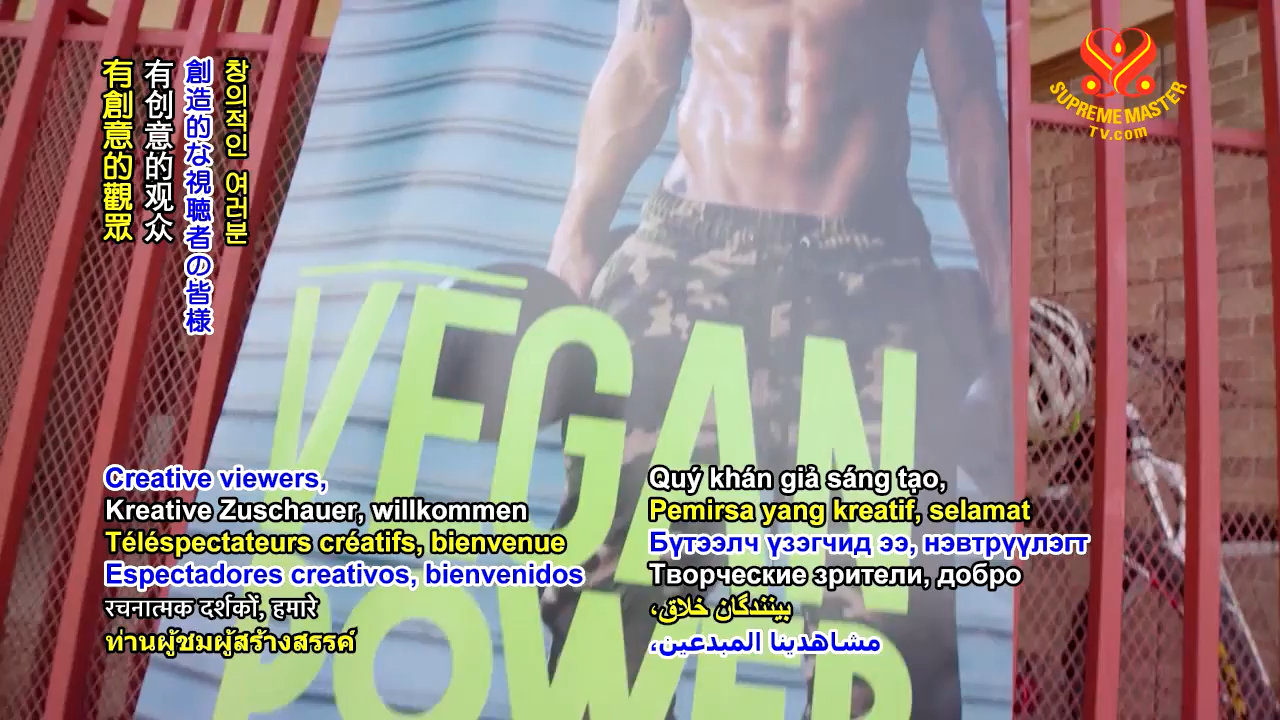 有創意的觀眾
有创意的观众
創造的な視聴者の皆様
창의적인 여러분
SUPREME MASTER
TV.com
VEGAN
POWER
Creative viewers,
Kreative Zuschauer, willkommen
Téléspectateurs créatifs, bienvenue
Espectadores creativos, bienvenidos
रचनात्मक दर्शकों, हमारे
ท่านผู้ชมผู้สร้างสรรค์
Quý khán giả sáng tạo,
Pemirsa yang kreatif, selamat
Бүтээлч үзэгчид ээ, нэвтрүүлэгт
Творческие зрители, добро
بینندگان خلاق،
مشاهدينا المبدعين،